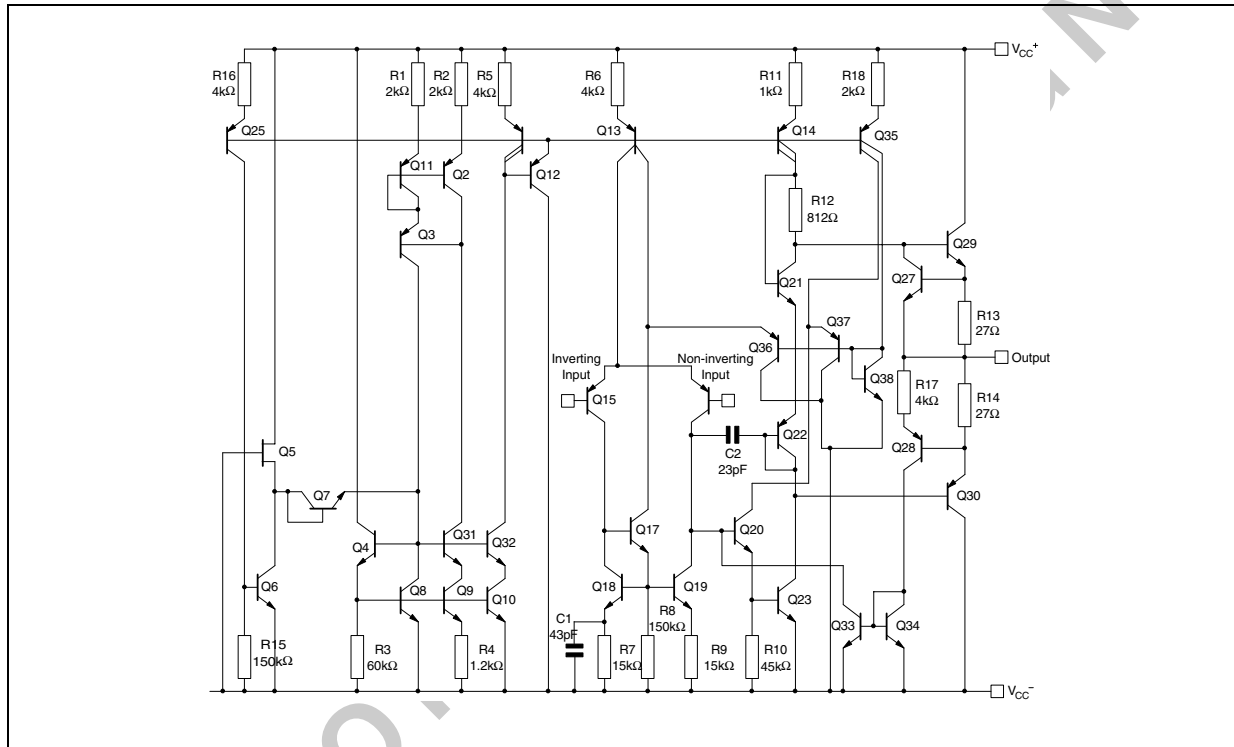 VCC+
R16
4kΩ
R1
2kΩ
R2
2kΩ
R5
4kΩ
R6
4kΩ
R11
1kΩ
R18
2kΩ
Q25
Q13
Q14
Q35
Q11
Q2
Q12
R12
812Ω
Q3
Q29
Q27
Q21
R13
27Ω
Q37
Q36
Output
Inverting
Input
Non-inverting
Input
Q38
R17
4kΩ
R14
27Ω
Q15
Q22
C2
23pF
Q28
Q5
Q7
Q30
Q4
Q31
Q32
Q17
Q20
Q6
Q8
Q9
Q10
Q18
Q19
Q23
C1
43pF
R8
150kΩ
Q33
Q34
R15
150kΩ
R3
60kΩ
R4
1.2kΩ
R7
15kΩ
R9
15kΩ
R10
45kΩ
VCC-